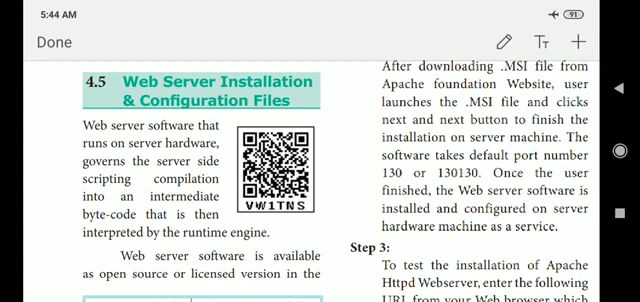 5:44 AM
91
Done
4.5 Web Server Installation
& Configuration Files
Web server software that
runs on server hardware,
governs the server side
scripting compilation
into an intermediate
byte-code that is then
interpreted by the runtime engine.
VW1TNS
Web server software is available
as open source or licensed version in the
After downloading .MSI file from
Apache foundation Website, user
launches the .MSI file and clicks
next and next button to finish the
installation on server machine. The
software takes default port number
130 or 130130. Once the user
finished, the Web server software is
installed and configured on server
hardware machine as a service.
Step 3:
To test the installation of Apache
Httpd Webserver, enter the following
URL from your Web browser which